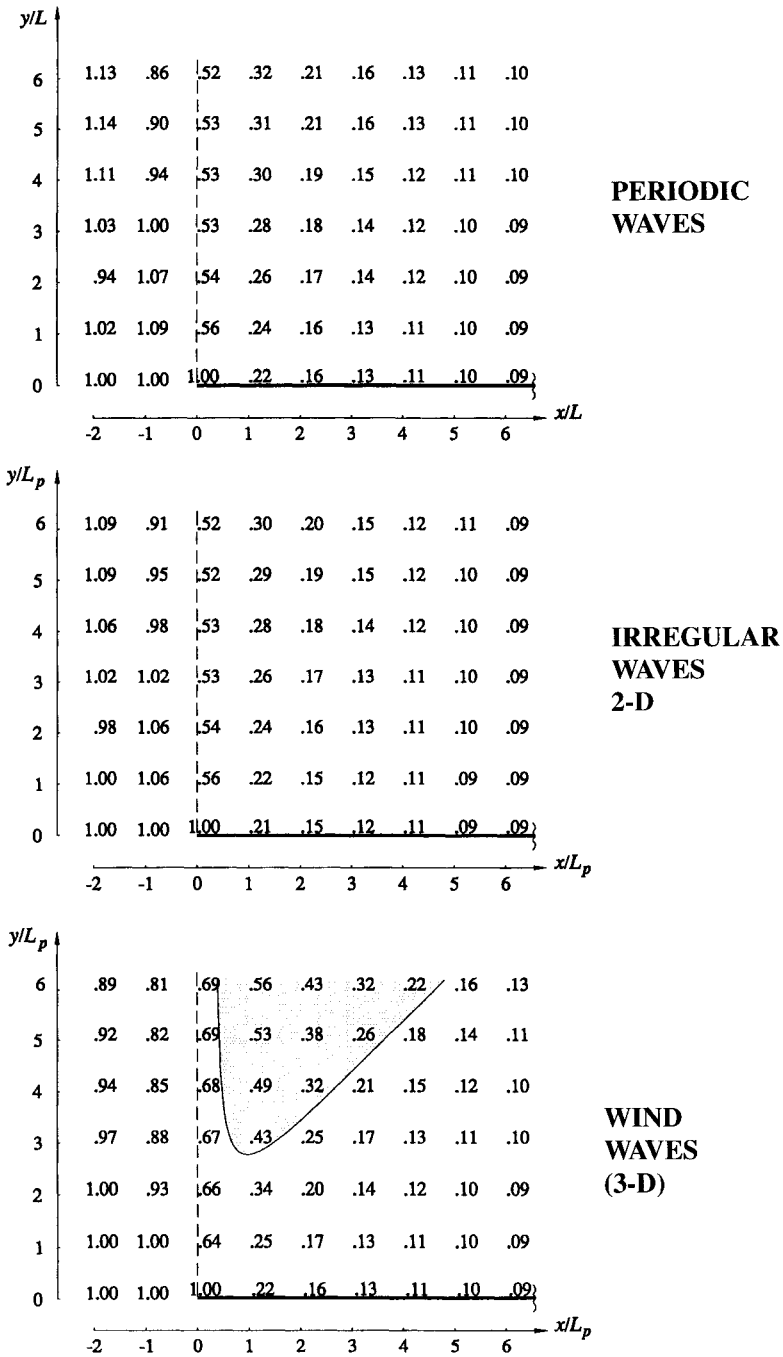 y/L
6 1.13 .86 .52 .32 .21 .16 .13 .11 .10
5 1.14 .90 .53 .31 .21 .16 .13 .11 .10
4 1.11 .94 .53 .30 .19 .15 .12 .11 .10
3 1.03 1.00 .53 .28 .18 .14 .12 .10 .09
2 .94 1.07 .54 .26 .17 .14 .12 .10 .09
1 1.02 1.09 .56 .24 .16 .13 .11 .10 .09
0 1.00 1.00 1.00 .22 .16 .13 .11 .10 .09
x/L
-2 -1 0 1 2 3 4 5 6
PERIODIC
WAVES
y/Lp
6 1.09 .91 .52 .30 .20 .15 .12 .11 .09
5 1.09 .95 .52 .29 .19 .15 .12 .10 .09
4 1.06 .98 .53 .28 .18 .14 .12 .10 .09
3 1.02 1.02 .53 .26 .17 .13 .11 .10 .09
2 .98 1.06 .54 .24 .16 .13 .11 .10 .09
1 1.00 1.06 .56 .22 .15 .12 .11 .09 .09
0 1.00 1.00 1.00 .21 .15 .12 .11 .09 .09
x/Lp
-2 -1 0 1 2 3 4 5 6
IRREGULAR
WAVES
2-D
y/Lp
6 .89 .81 .69 .56 .43 .32 .22 .16 .13
5 .92 .82 .69 .53 .38 .26 .18 .14 .11
4 .94 .85 .68 .49 .32 .21 .15 .12 .10
3 .97 .88 .67 .43 .25 .17 .13 .11 .10
2 1.00 .93 .66 .34 .20 .14 .12 .10 .09
1 1.00 1.00 .64 .25 .17 .13 .11 .10 .09
0 1.00 1.00 1.00 .22 .16 .13 .11 .10 .09
x/Lp
-2 -1 0 1 2 3 4 5 6
WIND
WAVES
(3-D)